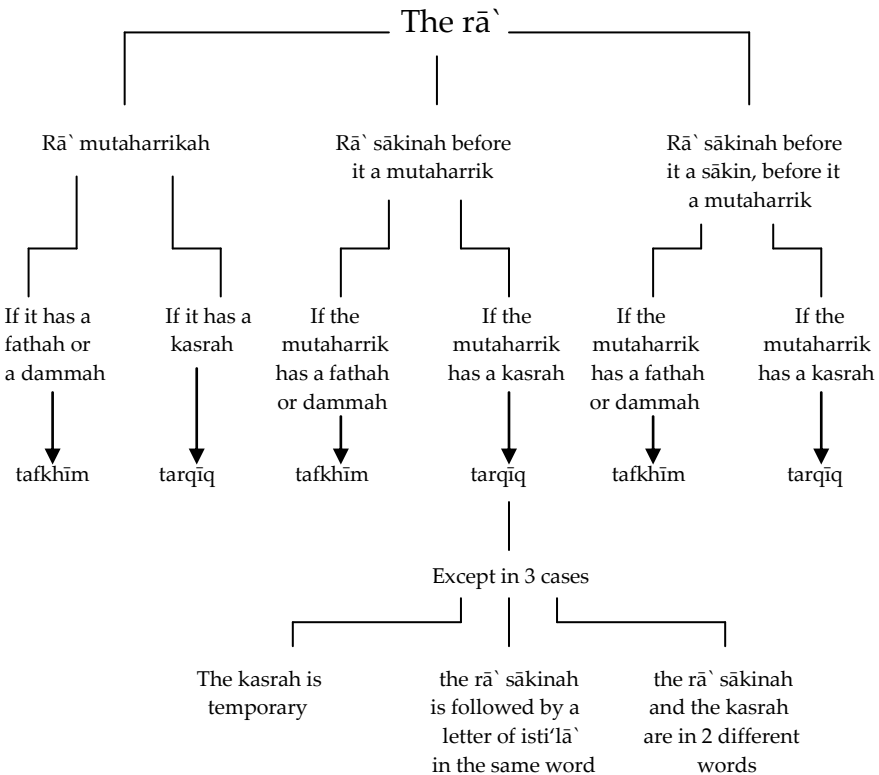 The rā`
Rā` mutaharrikah
Rā` sākinah before
it a mutaharrik
Rā` sākinah before
it a sākin, before it
a mutaharrik
If it has a
fathah or
a dammah
If it has a
kasrah
If the
mutaharrik
has a fathah
or dammah
If the
mutaharrik
has a kasrah
If the
mutaharrik
has a fathah
or dammah
If the
mutaharrik
has a kasrah
tafkhīm
tarqīq
tafkhīm
tarqīq
tafkhīm
tarqīq
Except in 3 cases
The kasrah is
temporary
the rā` sākinah
is followed by a
letter of isti‘lā`
in the same word
the rā` sākinah
and the kasrah
are in 2 different
words